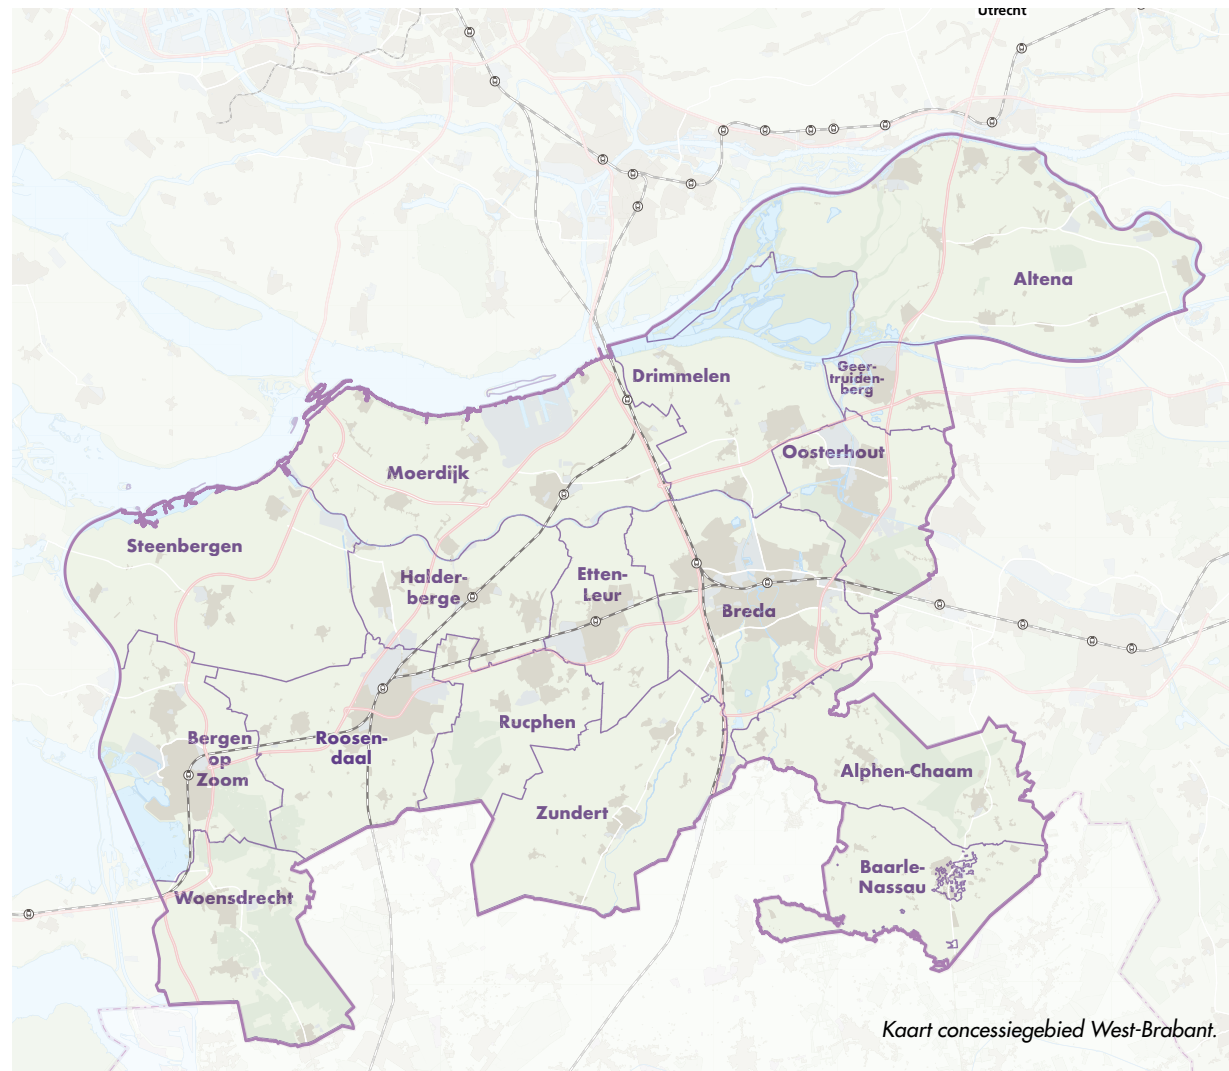 Utrecht
Altena
Geer-
truiden-
berg
Drimmelen
Oosterhout
Moerdijk
Steenbergen
Halder-
berge
Etten-
Leur
Breda
Rucphen
Bergen
op
Zoom
Roosen-
daal
Alphen-Chaam
Zundert
Baarle-
Nassau
Woensdrecht
Kaart concessiegebied West-Brabant.